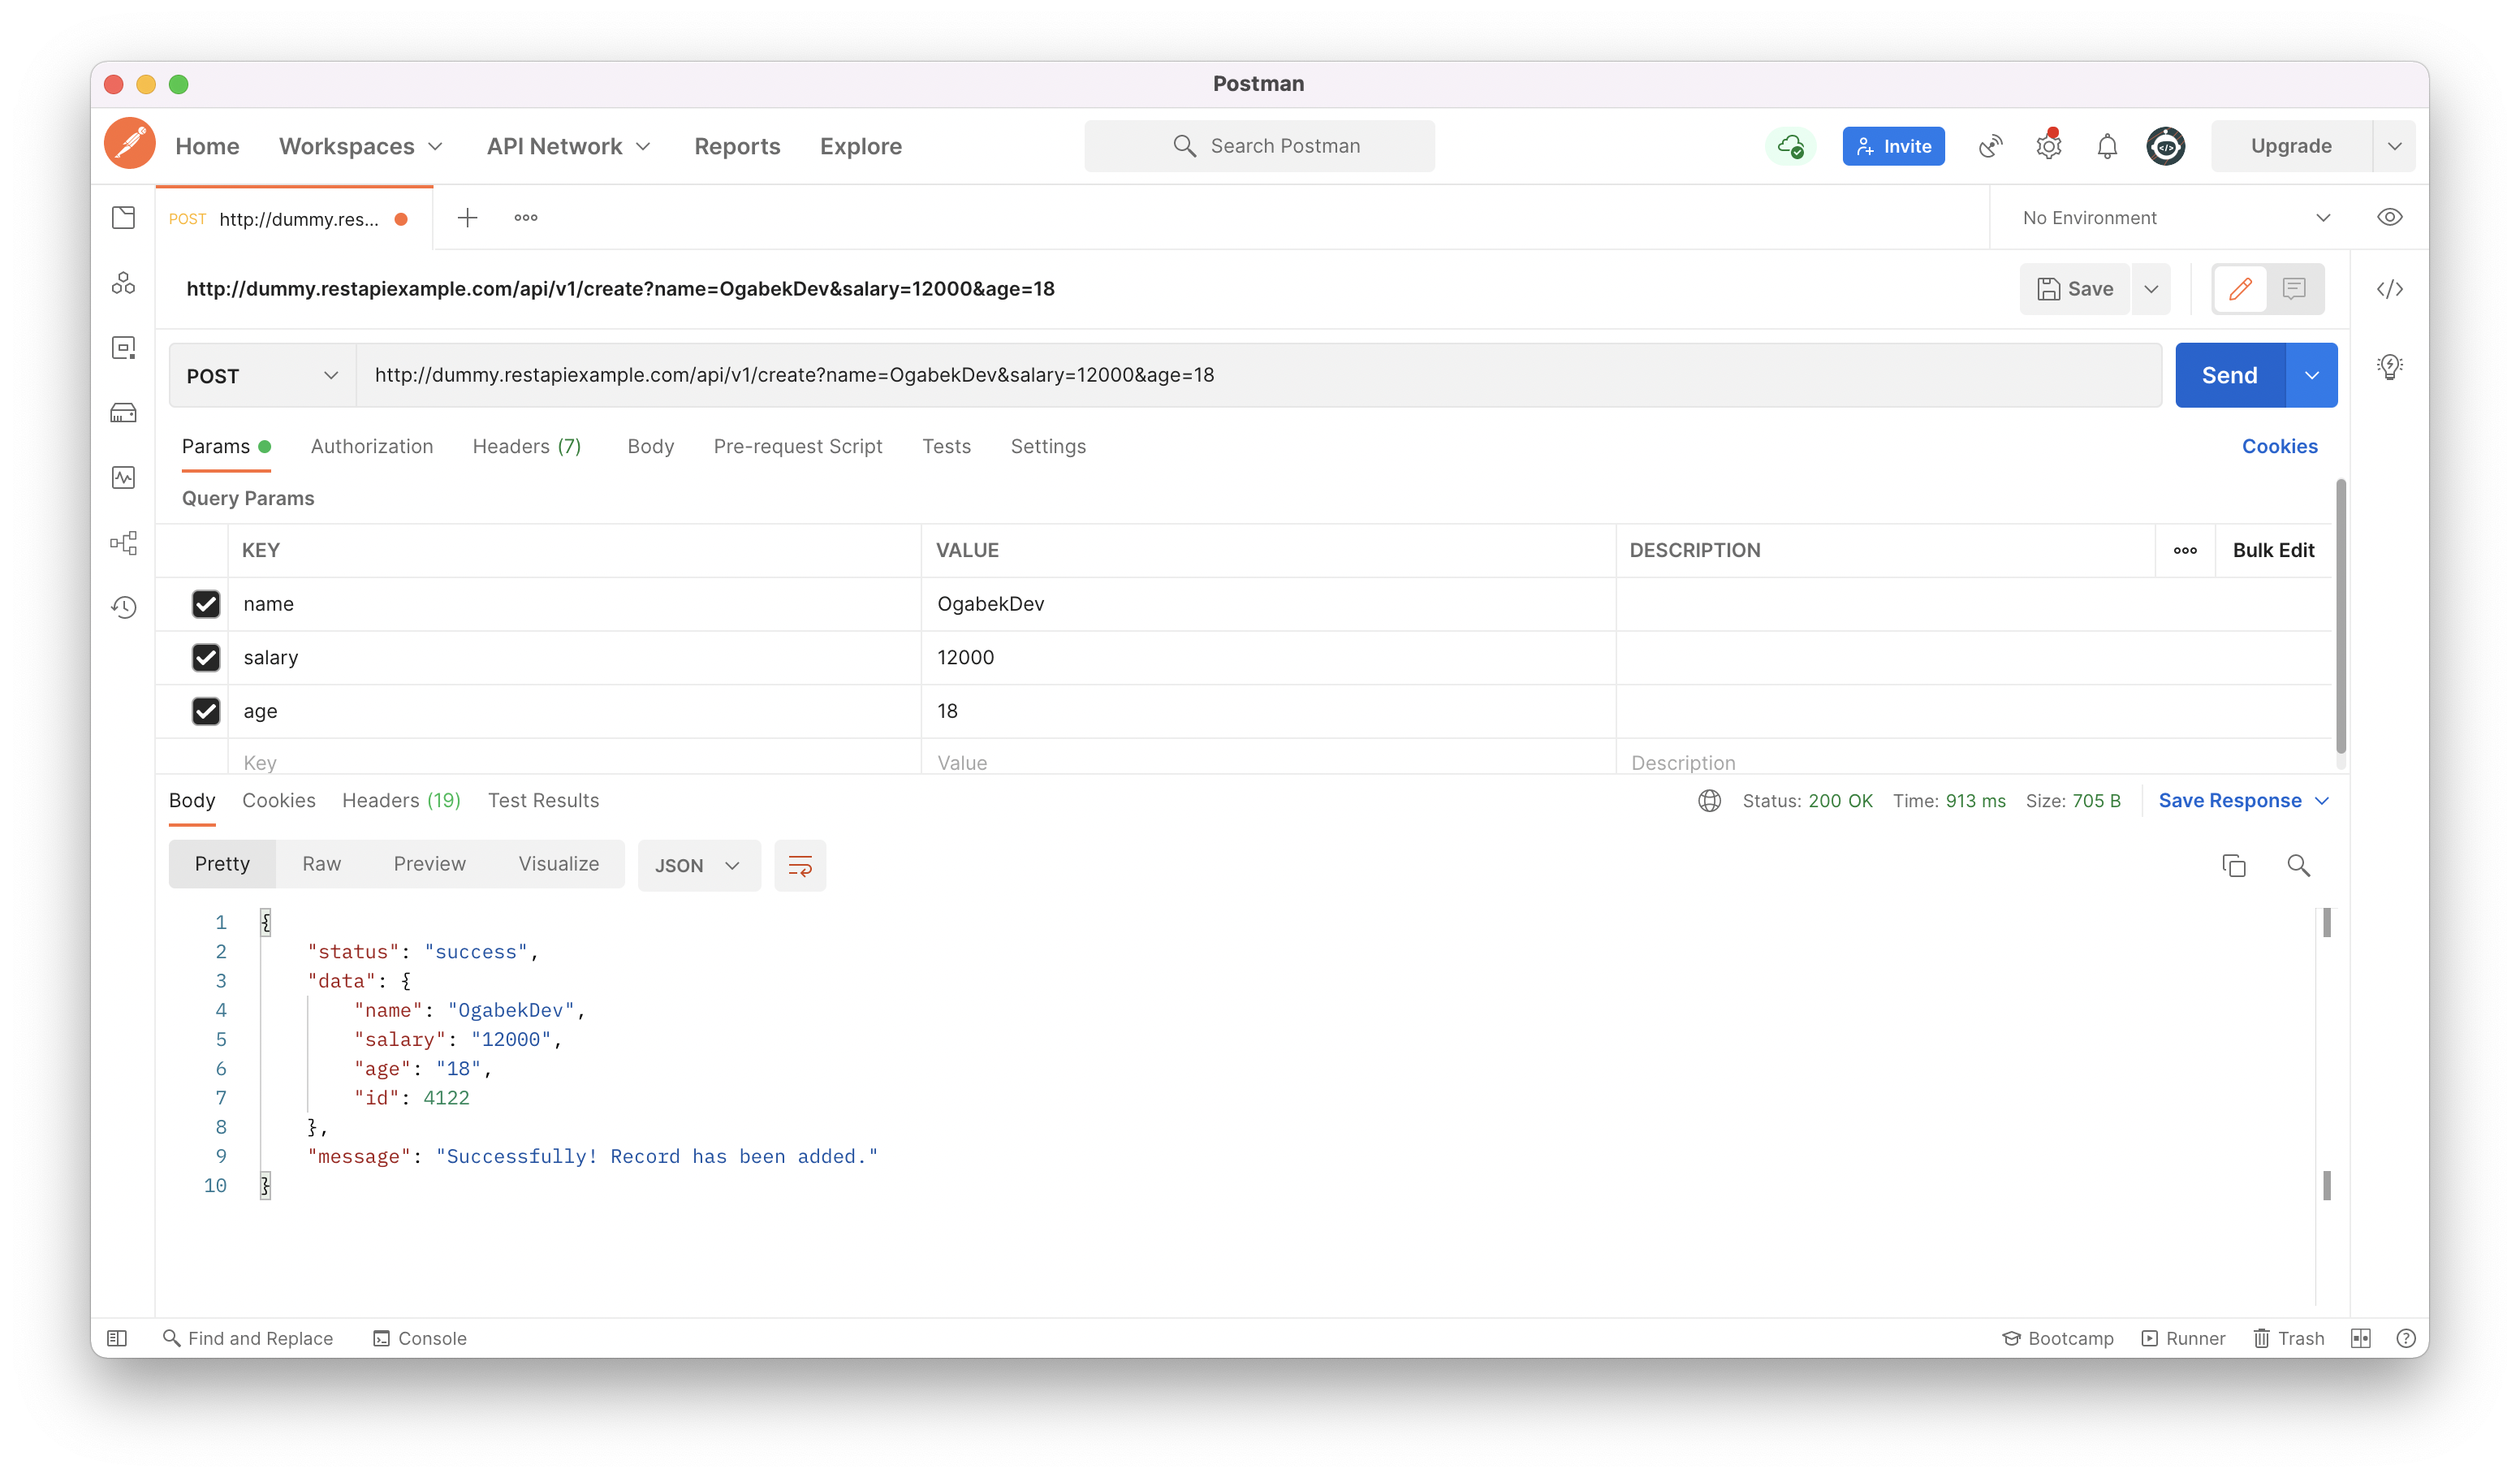 Postman
Home Workspaces API Network Reports Explore Search Postman Invite Upgrade
POST http://dummy.res... No Environment
http://dummy.restapiexample.com/api/v1/create?name=OgabekDev&salary=12000&age=18 Save
POST http://dummy.restapiexample.com/api/v1/create?name=OgabekDev&salary=12000&age=18 Send
Params Authorization Headers (7) Body Pre-request Script Tests Settings Cookies
Query Params
KEY VALUE DESCRIPTION Bulk Edit
name OgabekDev
salary 12000
age 18
Key Value Description
Body Cookies Headers (19) Test Results Status: 200 OK Time: 913 ms Size: 705 B Save Response
Pretty Raw Preview Visualize JSON
1 {
2 "status": "success",
3 "data": {
4 "name": "OgabekDev",
5 "salary": "12000",
6 "age": "18",
7 "id": 4122
8 },
9 "message": "Successfully! Record has been added."
10 }
Find and Replace Console Bootcamp Runner Trash